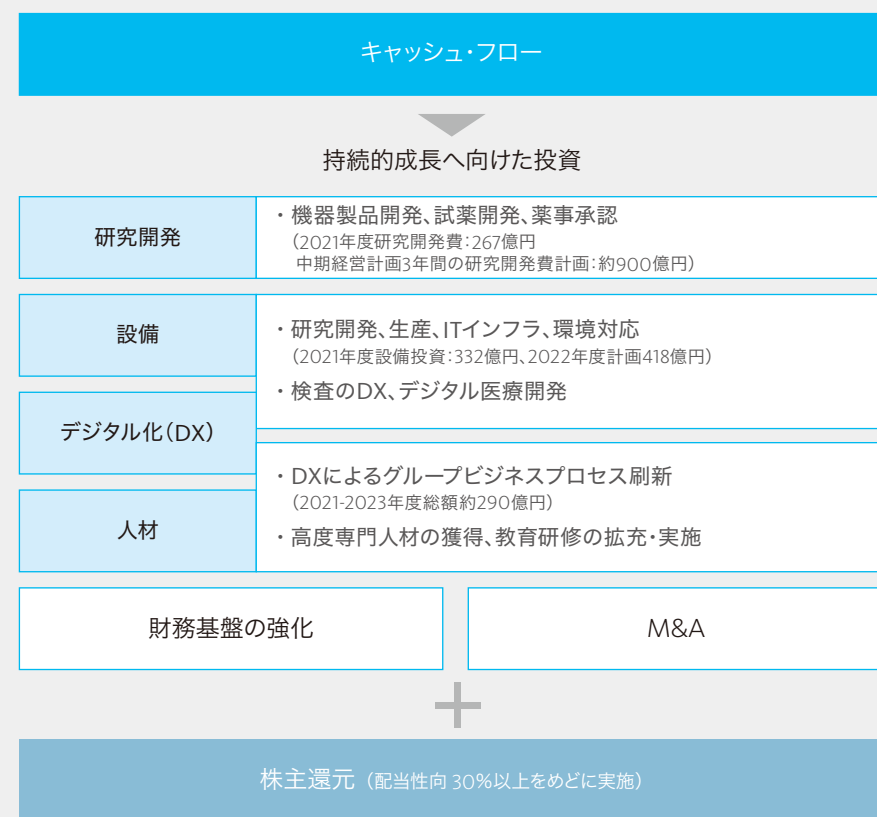 キャッシュ・フロー
持続的成長へ向けた投資
研究開発
・機器製品開発、試薬開発、薬事承認
（2021年度研究開発費：267億円
中期経営計画3年間の研究開発費計画：約900億円）
設備
・研究開発、生産、ITインフラ、環境対応
（2021年度設備投資：332億円、2022年度計画418億円）
・検査のDX、デジタル医療開発
デジタル化（DX）
・DXによるグループビジネスプロセス刷新
（2021-2023年度総額約290億円）
人材
・高度専門人材の獲得、教育研修の拡充・実施
財務基盤の強化
M&A
株主還元（配当性向 30%以上をめどに実施）